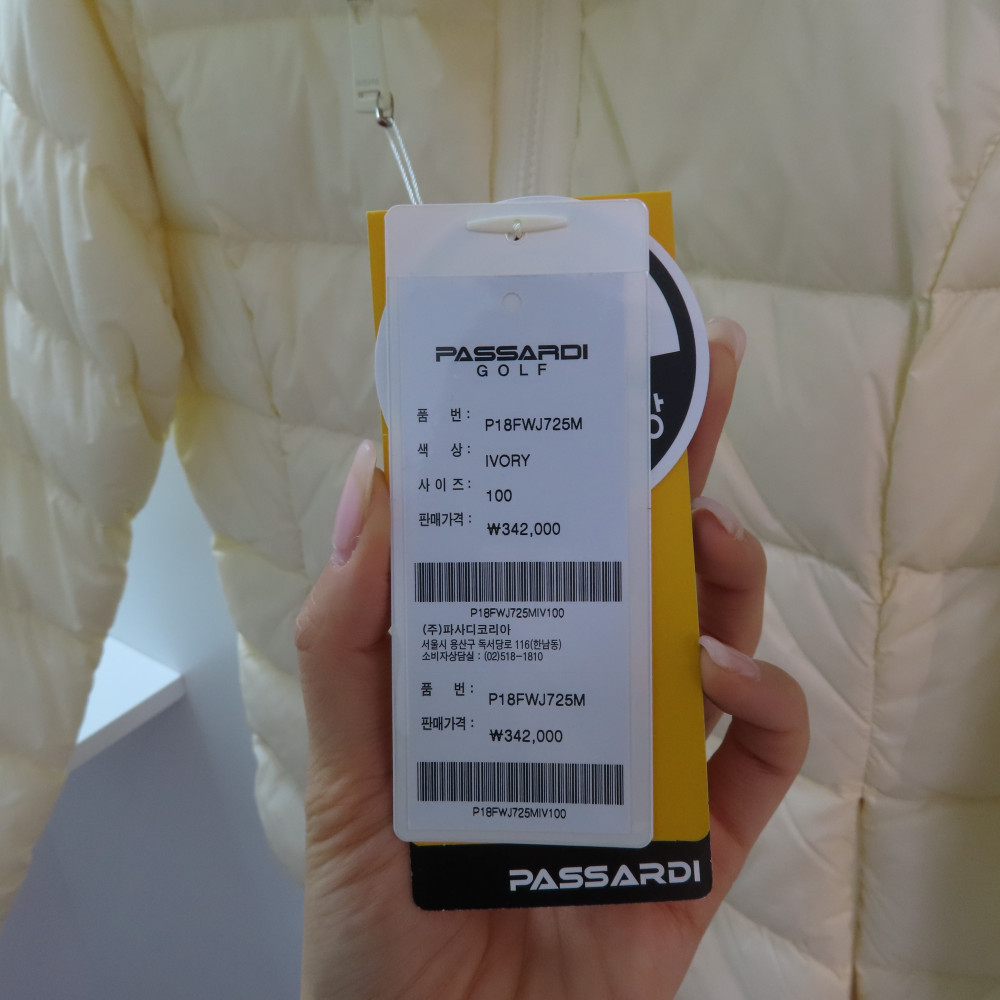 PASSARDI
GOLF
품 번 : P18FWJ725M
색 상 : IVORY
사 이 즈 : 100
판매가격 : ₩342,000
P18FWJ725MIV100
(주)파사디코리아
서울시 용산구 독서당로 116(한남동)
소비자상담실 : (02)518-1810
품 번 : P18FWJ725M
판매가격 : ₩342,000
P18FWJ725MIV100
PASSARDI